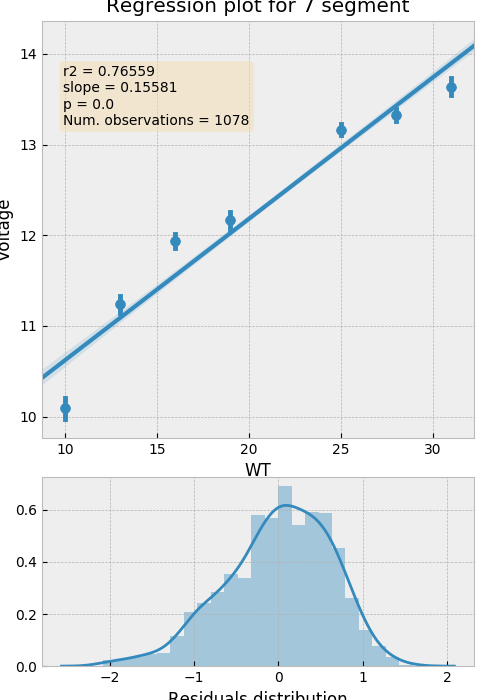 Regression plot for 7 segment
14
r2 = 0.76559
slope = 0.15581
p = 0.0
Num. observations = 1078
13
12
11
10
Voltage
10 15 20 25 30
WT
0.6
0.4
0.2
0.0
−2 −1 0 1 2
Residuals distribution